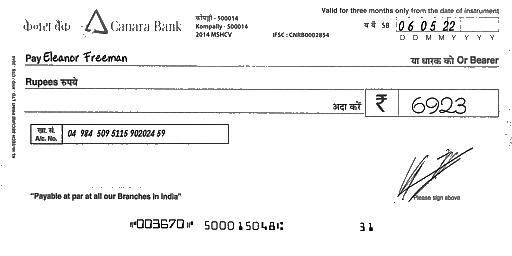 केनरा बैंक Canara Bank
कोंपल्ली - 500014
Kompally - 500014
2014 MSHCV
IFSC : CNRB0002854
Valid for three months only from the date of instrument
SB 06 05 22
D D M M Y Y Y Y
Pay Eleanor Freeman या धारक को Or Bearer
Rupees रुपये
अदा करें ₹ 6923
खा. सं.
A/c. No. 04 984 509 5115 902024 59
Please sign above
"Payable at par at all our Branches in India"
⑈003670⑈ 500015048⑆ 31